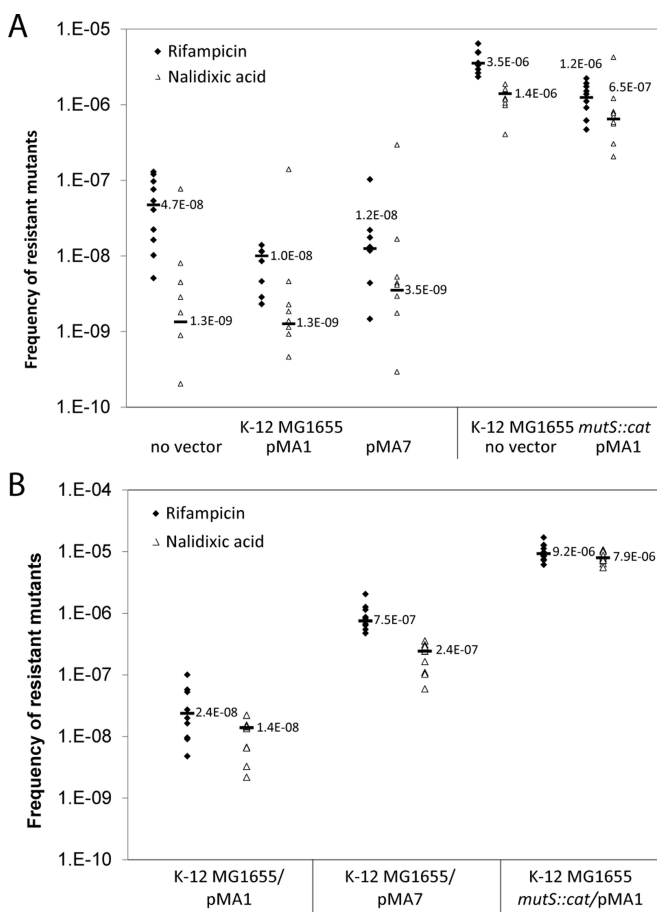 A
Frequency of resistant mutants
1.E-05
1.E-06
1.E-07
1.E-08
1.E-09
1.E-10
Rifampicin
Nalidixic acid
4.7E-08
1.3E-09
1.0E-08
1.3E-09
1.2E-08
3.5E-09
3.5E-06
1.4E-06
1.2E-06
6.5E-07
K-12 MG1655
no vector pMA1 pMA7
K-12 MG1655 mutS::cat
no vector pMA1
B
Frequency of resistant mutants
1.E-04
1.E-05
1.E-06
1.E-07
1.E-08
1.E-09
1.E-10
Rifampicin
Nalidixic acid
2.4E-08
1.4E-08
7.5E-07
2.4E-07
9.2E-06
7.9E-06
K-12 MG1655/
pMA1
K-12 MG1655/
pMA7
K-12 MG1655
mutS::cat/pMA1